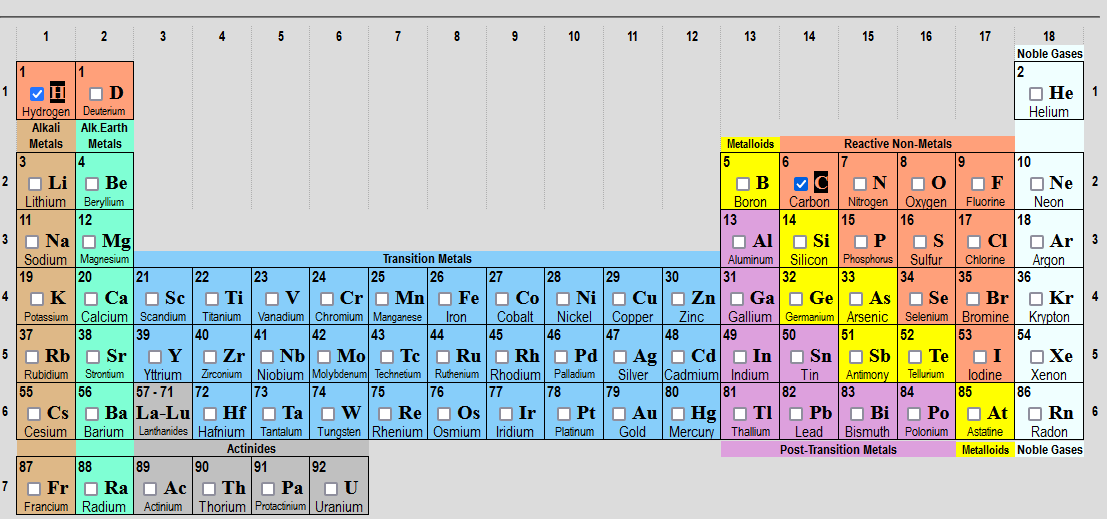 1 2 3 4 5 6 7 8 9 10 11 12 13 14 15 16 17 18
Noble Gases
1 1 2
1 H D He 1
Hydrogen Deuterium Helium
Alkali Alk.Earth
Metals Metals Metalloids Reactive Non-Metals
3 4 5 6 7 8 9 10
2 Li Be B C N O F Ne 2
Lithium Beryllium Boron Carbon Nitrogen Oxygen Fluorine Neon
11 12 13 14 15 16 17 18
3 Na Mg Al Si P S Cl Ar 3
Sodium Magnesium Aluminum Silicon Phosphorus Sulfur Chlorine Argon
Transition Metals
19 20 21 22 23 24 25 26 27 28 29 30 31 32 33 34 35 36
4 K Ca Sc Ti V Cr Mn Fe Co Ni Cu Zn Ga Ge As Se Br Kr 4
Potassium Calcium Scandium Titanium Vanadium Chromium Manganese Iron Cobalt Nickel Copper Zinc Gallium Germanium Arsenic Selenium Bromine Krypton
37 38 39 40 41 42 43 44 45 46 47 48 49 50 51 52 53 54
5 Rb Sr Y Zr Nb Mo Tc Ru Rh Pd Ag Cd In Sn Sb Te I Xe 5
Rubidium Strontium Yttrium Zirconium Niobium Molybdenum Technetium Ruthenium Rhodium Palladium Silver Cadmium Indium Tin Antimony Tellurium Iodine Xenon
55 56 57 - 71 72 73 74 75 76 77 78 79 80 81 82 83 84 85 86
6 Cs Ba La-Lu Hf Ta W Re Os Ir Pt Au Hg Tl Pb Bi Po At Rn 6
Cesium Barium Lanthanides Hafnium Tantalum Tungsten Rhenium Osmium Iridium Platinum Gold Mercury Thallium Lead Bismuth Polonium Astatine Radon
Actinides Post-Transition Metals Metalloids Noble Gases
87 88 89 90 91 92
7 Fr Ra Ac Th Pa U
Francium Radium Actinium Thorium Protactinium Uranium